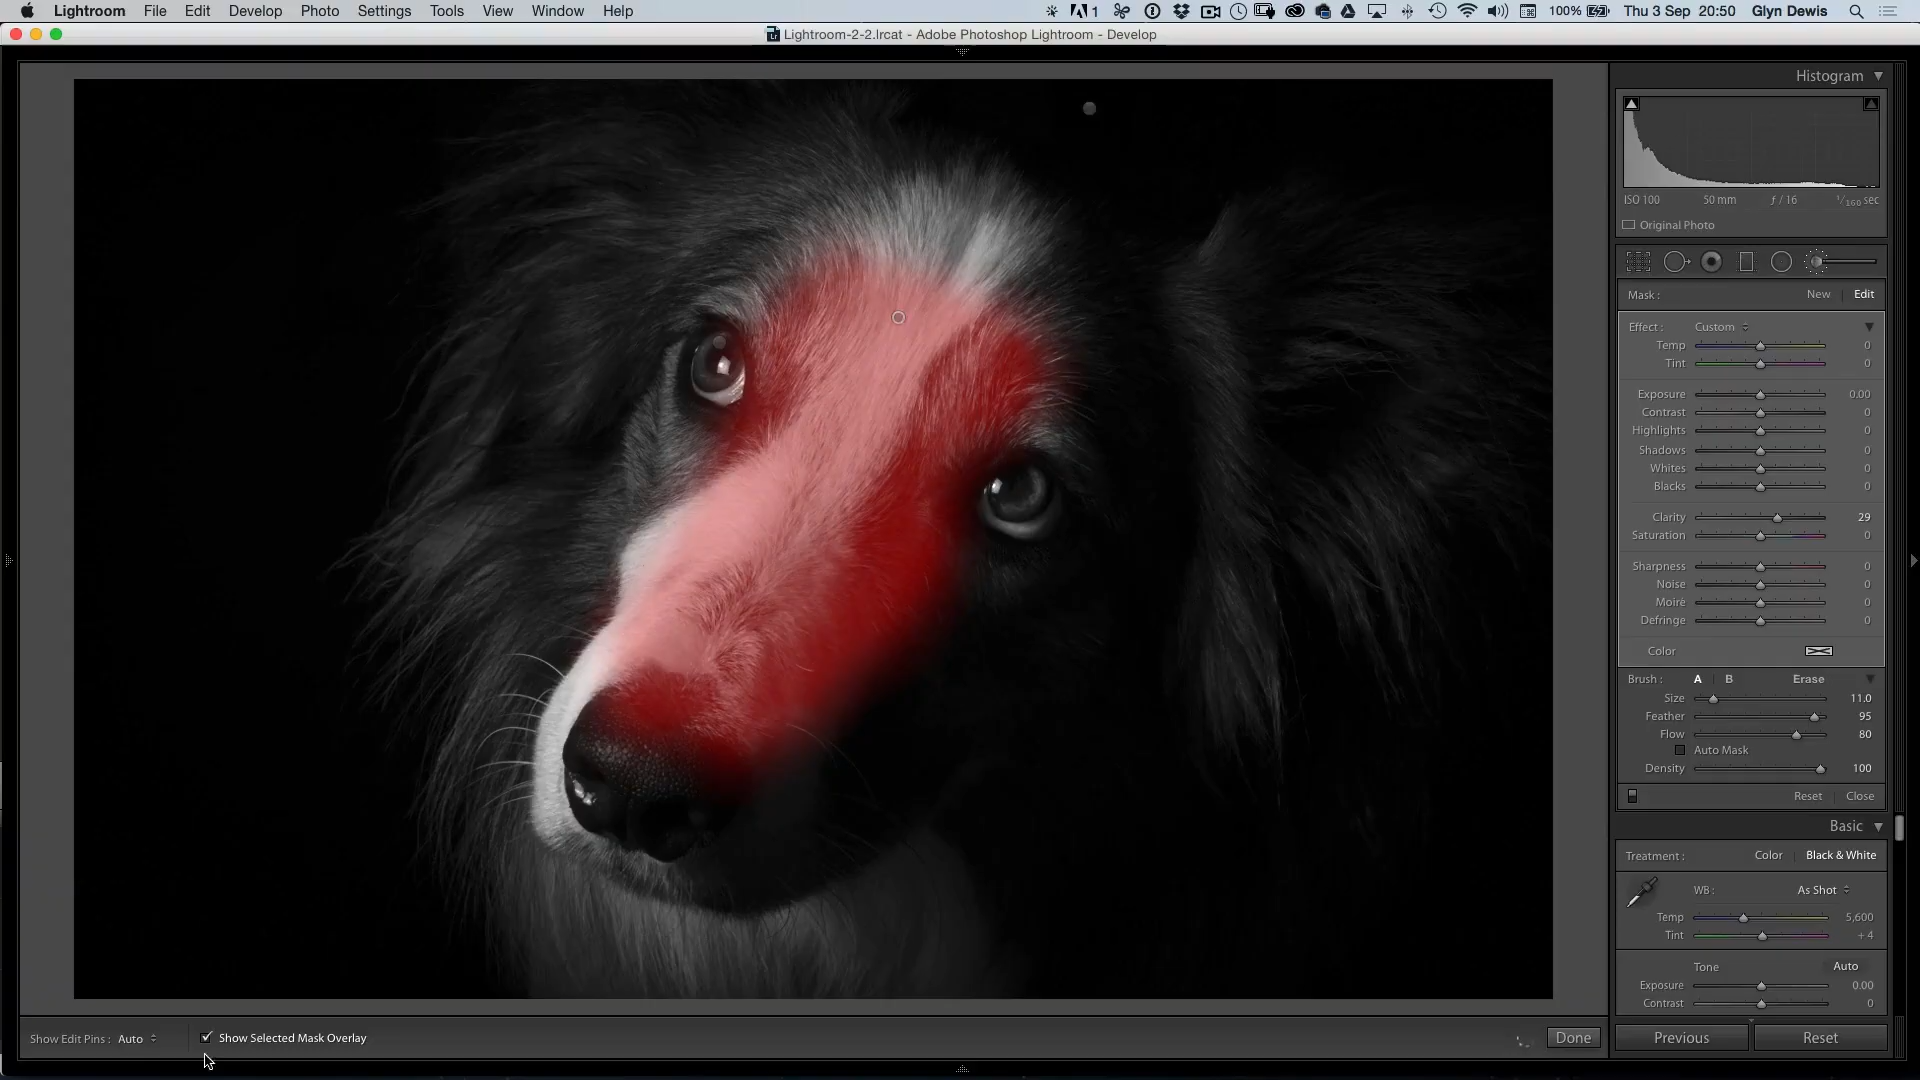 Lightroom File Edit Develop Photo Settings Tools View Window Help 1 100% Thu 3 Sep 20:50 Glyn Dewis
Lightroom-2-2.lrcat - Adobe Photoshop Lightroom - Develop
Histogram
ISO 100 50 mm ƒ / 16 1/160 sec
Original Photo
Mask : New Edit
Effect : Custom
Temp 0
Tint 0
Exposure 0.00
Contrast 0
Highlights 0
Shadows 0
Whites 0
Blacks 0
Clarity 29
Saturation 0
Sharpness 0
Noise 0
Moiré 0
Defringe 0
Color
Brush : A B Erase
Size 11.0
Feather 95
Flow 80
Auto Mask
Density 100
Reset Close
Basic
Treatment : Color Black & White
WB : As Shot
Temp 5,600
Tint + 4
Tone Auto
Exposure 0.00
Contrast 0
Show Edit Pins : Auto Show Selected Mask Overlay Done Previous Reset